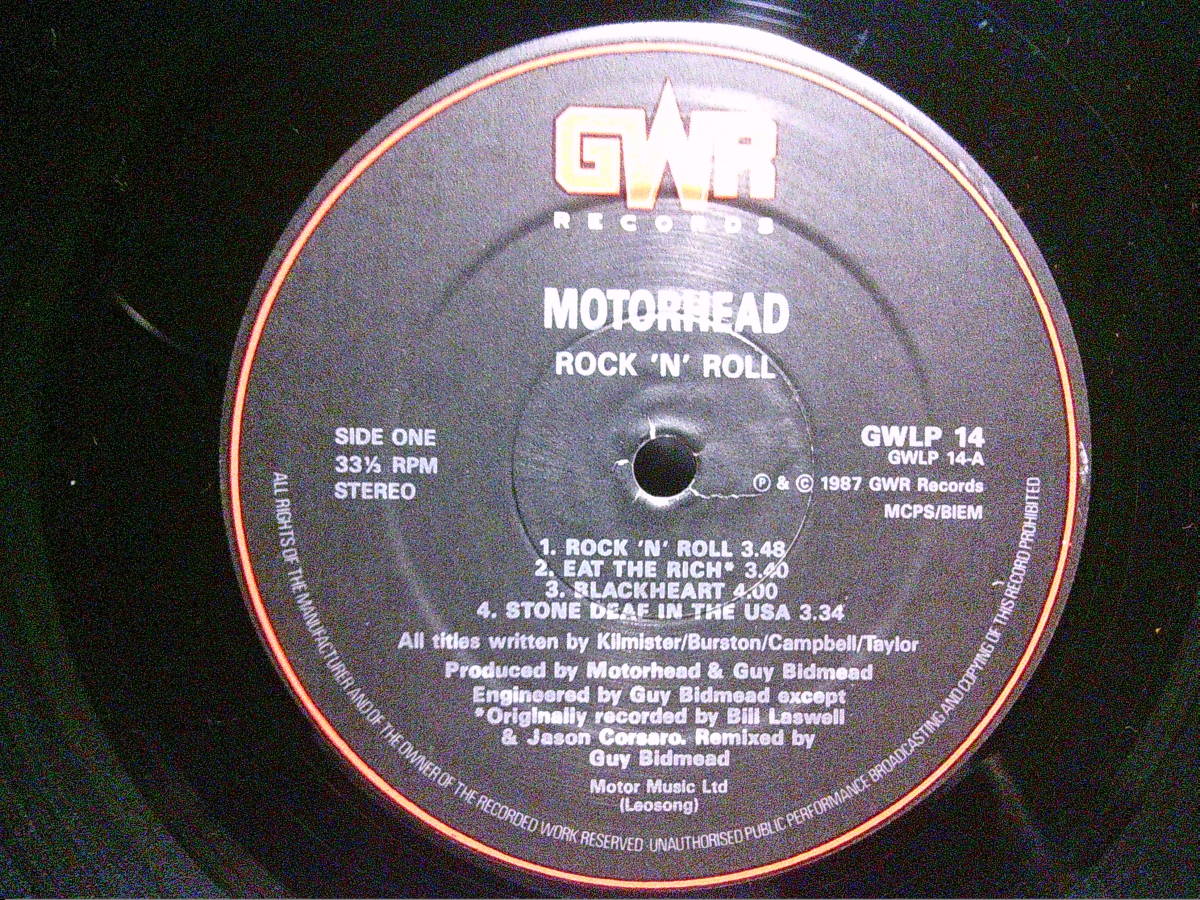 GWR
RECORDS
MOTORHEAD
ROCK 'N' ROLL
SIDE ONE
33⅓ RPM
STEREO
GWLP 14
GWLP 14-A
Ⓟ & © 1987 GWR Records
MCPS/BIEM
1. ROCK 'N' ROLL 3.48
2. EAT THE RICH* 3.40
3. BLACKHEART 4.00
4. STONE DEAF IN THE USA 3.34
All titles written by Kilmister/Burston/Campbell/Taylor
Produced by Motorhead & Guy Bidmead
Engineered by Guy Bidmead except
*Originally recorded by Bill Laswell
& Jason Corsaro. Remixed by
Guy Bidmead
Motor Music Ltd
(Leosong)
ALL RIGHTS OF THE MANUFACTURER AND OF THE OWNER OF THE RECORDED WORK RESERVED · UNAUTHORISED PUBLIC PERFORMANCE BROADCASTING AND COPYING OF THIS RECORD PROHIBITED